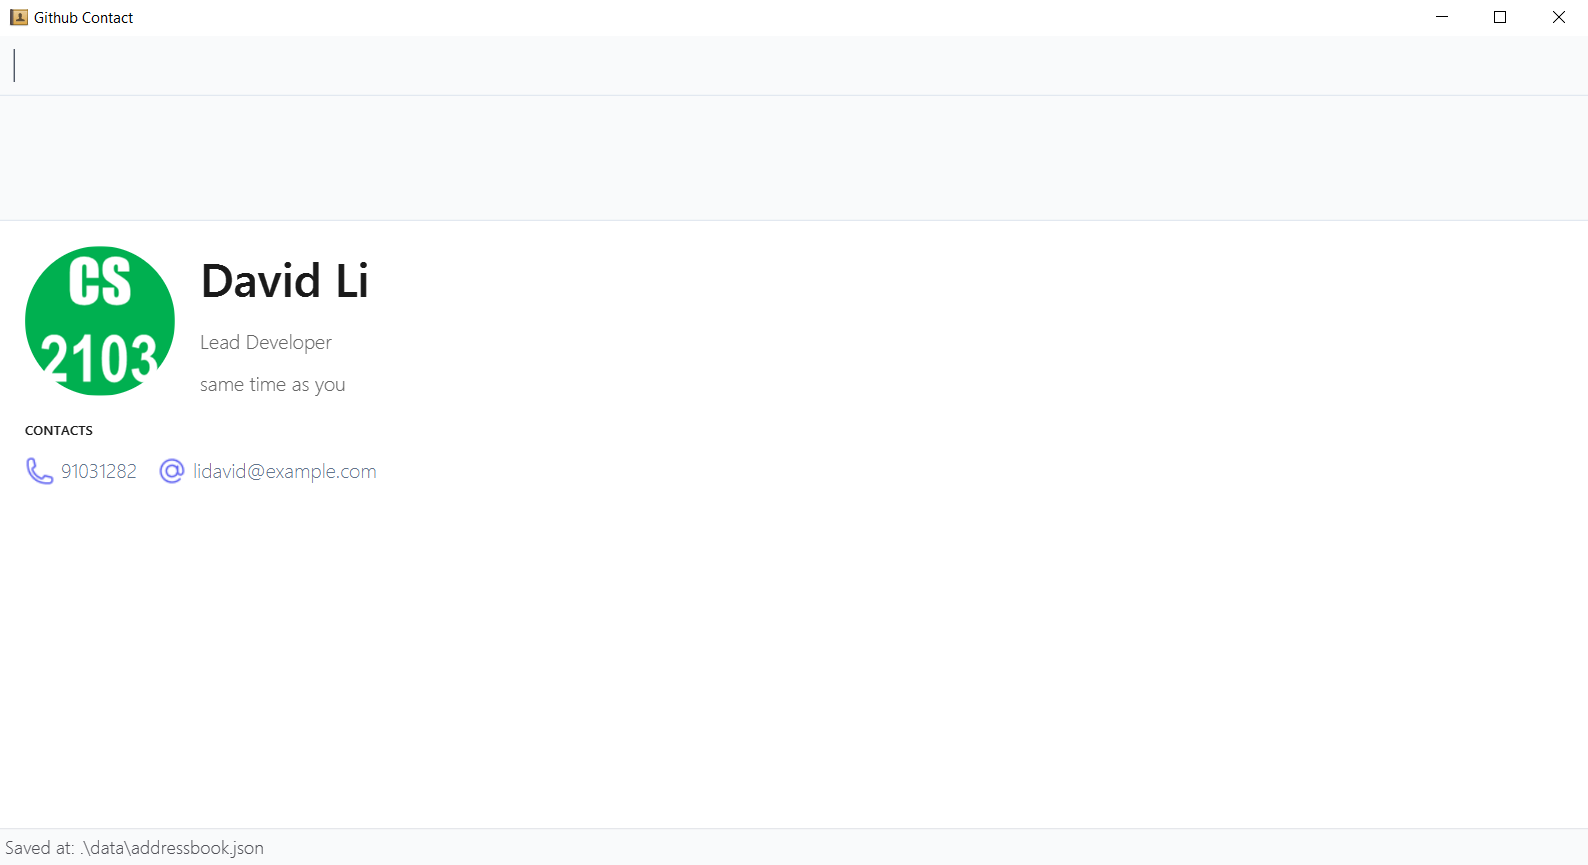 Github Contact
CS
2103
David Li
Lead Developer
same time as you
CONTACTS
91031282 lidavid@example.com
Saved at: .\data\addressbook.json